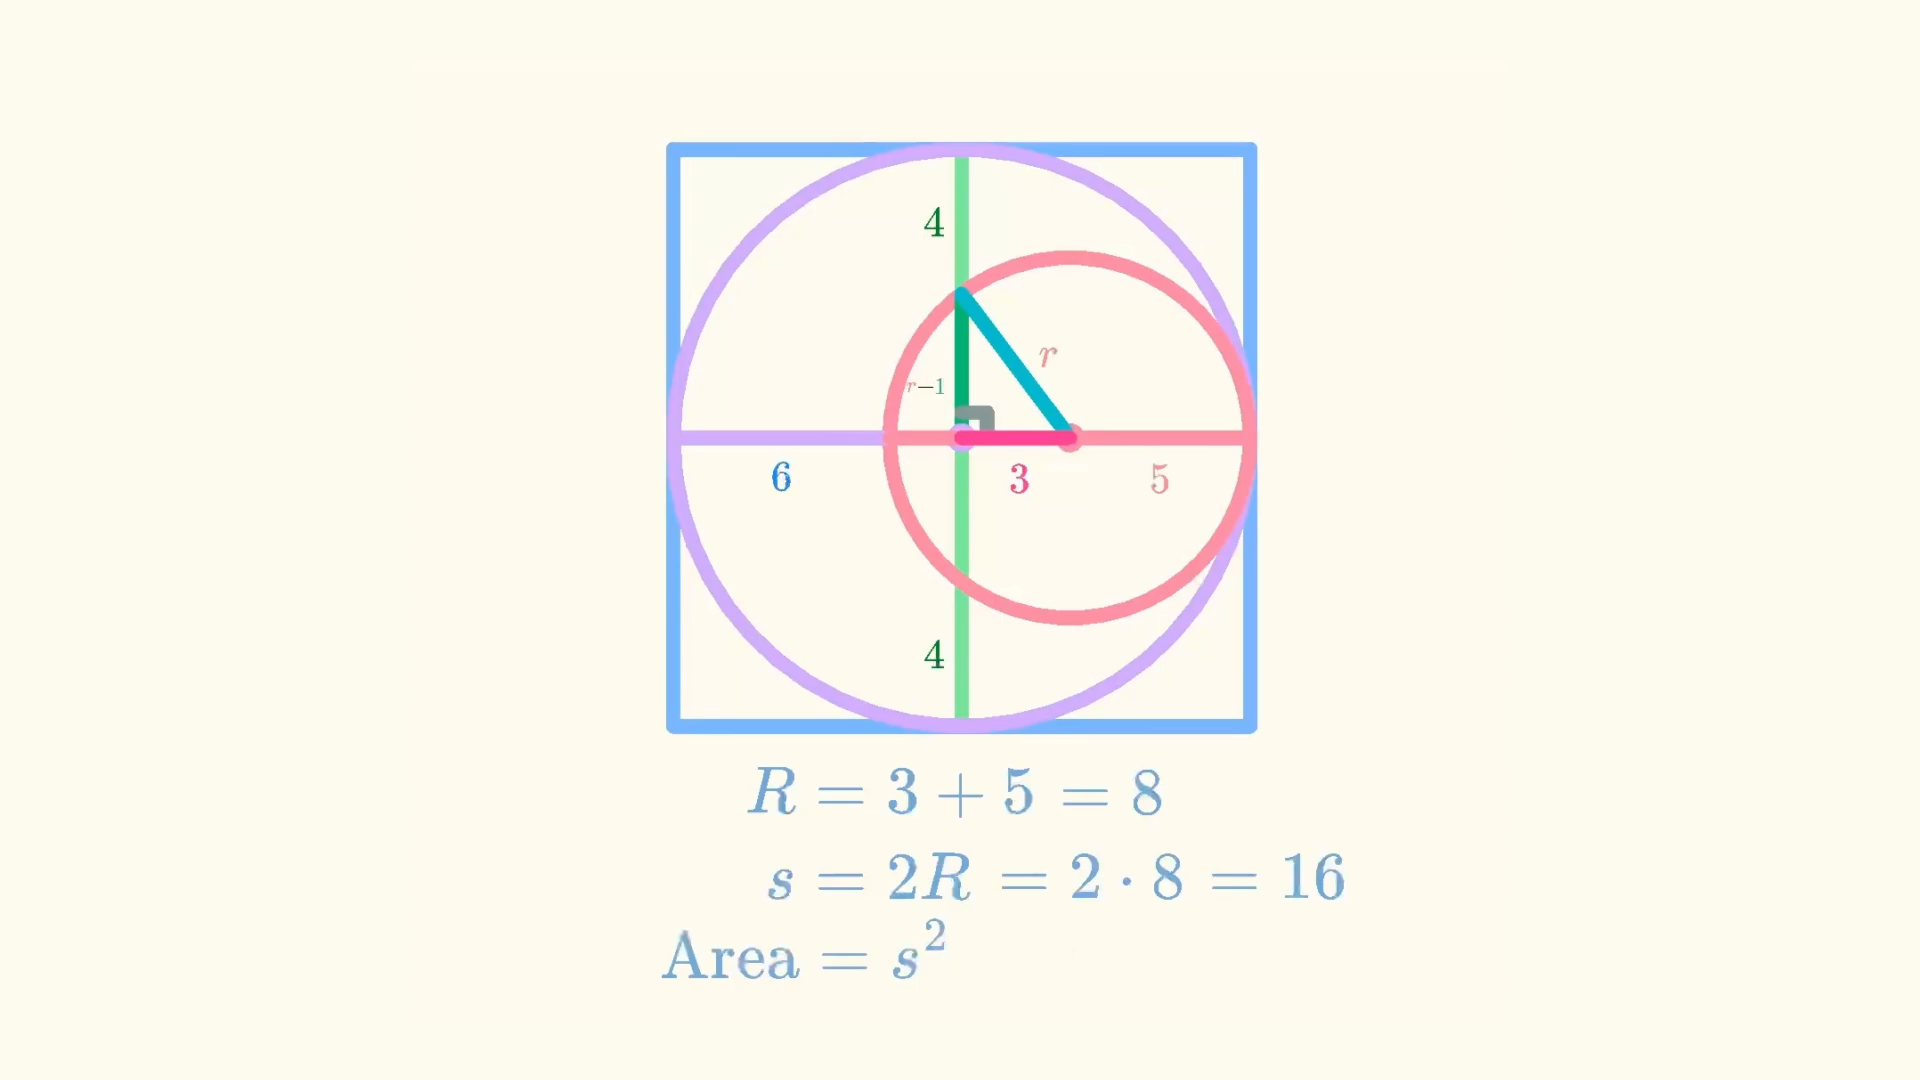 4
r
r−1
6
3
5
4
R = 3 + 5 = 8
s = 2R = 2 · 8 = 16
Area = s²